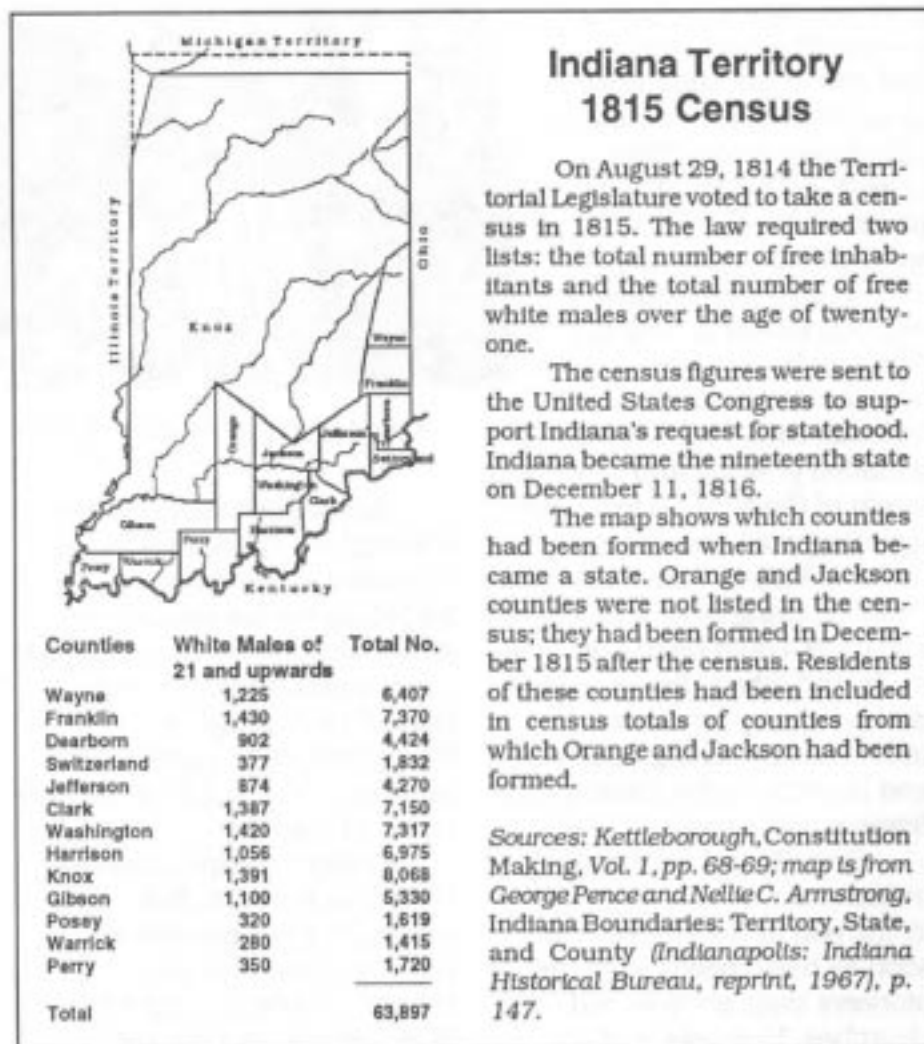 Michigan Territory
Illinois Territory
Ohio
Knox
Wayne
Franklin
Dearborn
Switzerland
Jefferson
Jackson
Orange
Washington
Clark
Gibson
Harrison
Perry
Posey
Warrick
Kentucky
Counties White Males of Total No.
21 and upwards
Wayne 1,225 6,407
Franklin 1,430 7,370
Dearborn 902 4,424
Switzerland 377 1,832
Jefferson 874 4,270
Clark 1,387 7,150
Washington 1,420 7,317
Harrison 1,056 6,975
Knox 1,391 8,068
Gibson 1,100 5,330
Posey 320 1,619
Warrick 280 1,415
Perry 350 1,720
Total 63,897
Indiana Territory
1815 Census
On August 29, 1814 the Terri-
torial Legislature voted to take a cen-
sus in 1815. The law required two
lists: the total number of free inhab-
itants and the total number of free
white males over the age of twenty-
one.
The census figures were sent to
the United States Congress to sup-
port Indiana's request for statehood.
Indiana became the nineteenth state
on December 11, 1816.
The map shows which counties
had been formed when Indiana be-
came a state. Orange and Jackson
counties were not listed in the cen-
sus; they had been formed in Decem-
ber 1815 after the census. Residents
of these counties had been included
in census totals of counties from
which Orange and Jackson had been
formed.
Sources: Kettleborough, Constitution
Making, Vol. 1, pp. 68-69; map is from
George Pence and Nellie C. Armstrong,
Indiana Boundaries: Territory, State,
and County (Indianapolis: Indiana
Historical Bureau, reprint, 1967), p.
147.